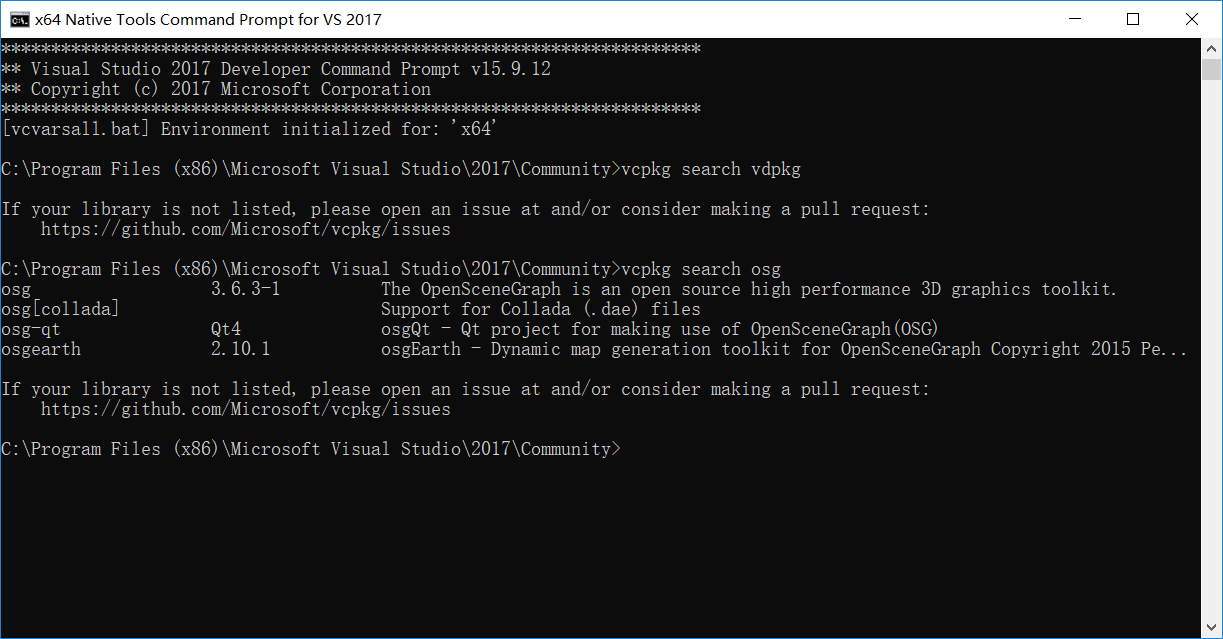 x64 Native Tools Command Prompt for VS 2017
**********************************************************************
** Visual Studio 2017 Developer Command Prompt v15.9.12
** Copyright (c) 2017 Microsoft Corporation
**********************************************************************
[vcvarsall.bat] Environment initialized for: 'x64'
C:\Program Files (x86)\Microsoft Visual Studio\2017\Community>vcpkg search vdpkg
If your library is not listed, please open an issue at and/or consider making a pull request:
https://github.com/Microsoft/vcpkg/issues
C:\Program Files (x86)\Microsoft Visual Studio\2017\Community>vcpkg search osg
osg 3.6.3-1 The OpenSceneGraph is an open source high performance 3D graphics toolkit.
osg[collada] Support for Collada (.dae) files
osg-qt Qt4 osgQt - Qt project for making use of OpenSceneGraph(OSG)
osgearth 2.10.1 osgEarth - Dynamic map generation toolkit for OpenSceneGraph Copyright 2015 Pe...
If your library is not listed, please open an issue at and/or consider making a pull request:
https://github.com/Microsoft/vcpkg/issues
C:\Program Files (x86)\Microsoft Visual Studio\2017\Community>